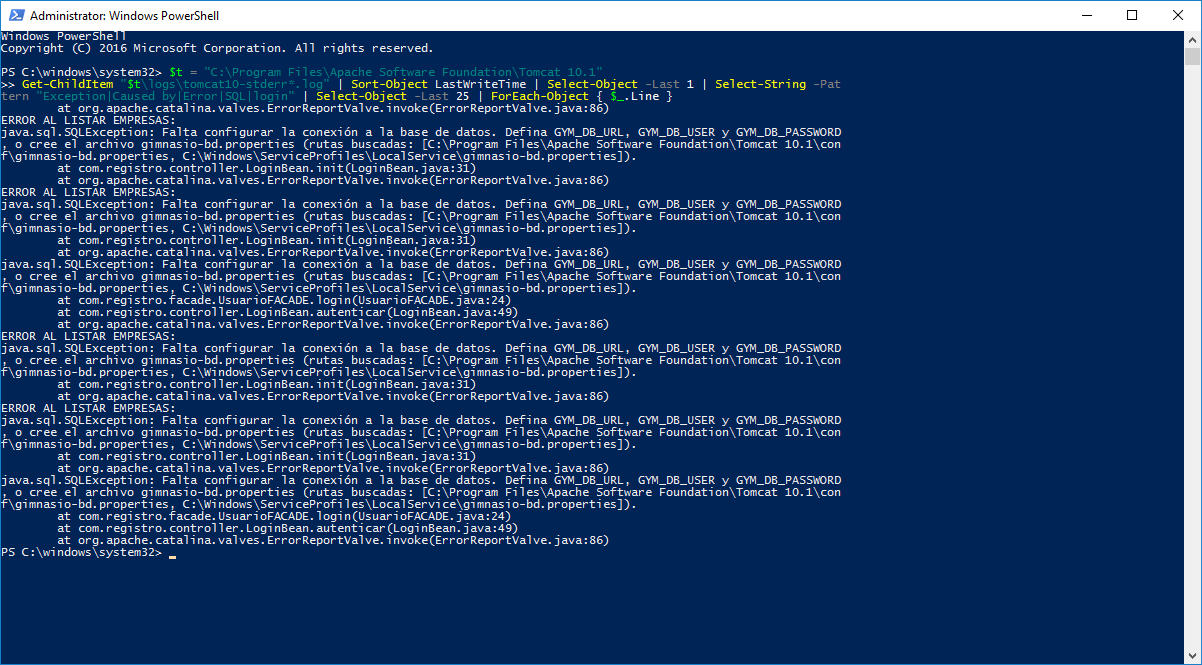 Administrator: Windows PowerShell
Windows PowerShell
Copyright (C) 2016 Microsoft Corporation. All rights reserved.
PS C:\windows\system32> $t = "C:\Program Files\Apache Software Foundation\Tomcat 10.1"
>> Get-ChildItem "$t\logs\tomcat10-stderr*.log" | Sort-Object LastWriteTime | Select-Object -Last 1 | Select-String -Pat
tern "Exception|Caused by|Error|SQL|login" | Select-Object -Last 25 | ForEach-Object { $_.Line }
at org.apache.catalina.valves.ErrorReportValve.invoke(ErrorReportValve.java:86)
ERROR AL LISTAR EMPRESAS:
java.sql.SQLException: Falta configurar la conexión a la base de datos. Defina GYM_DB_URL, GYM_DB_USER y GYM_DB_PASSWORD
, o cree el archivo gimnasio-bd.properties (rutas buscadas: [C:\Program Files\Apache Software Foundation\Tomcat 10.1\con
f\gimnasio-bd.properties, C:\Windows\ServiceProfiles\LocalService\gimnasio-bd.properties]).
at com.registro.controller.LoginBean.init(LoginBean.java:31)
at org.apache.catalina.valves.ErrorReportValve.invoke(ErrorReportValve.java:86)
ERROR AL LISTAR EMPRESAS:
java.sql.SQLException: Falta configurar la conexión a la base de datos. Defina GYM_DB_URL, GYM_DB_USER y GYM_DB_PASSWORD
, o cree el archivo gimnasio-bd.properties (rutas buscadas: [C:\Program Files\Apache Software Foundation\Tomcat 10.1\con
f\gimnasio-bd.properties, C:\Windows\ServiceProfiles\LocalService\gimnasio-bd.properties]).
at com.registro.controller.LoginBean.init(LoginBean.java:31)
at org.apache.catalina.valves.ErrorReportValve.invoke(ErrorReportValve.java:86)
java.sql.SQLException: Falta configurar la conexión a la base de datos. Defina GYM_DB_URL, GYM_DB_USER y GYM_DB_PASSWORD
, o cree el archivo gimnasio-bd.properties (rutas buscadas: [C:\Program Files\Apache Software Foundation\Tomcat 10.1\con
f\gimnasio-bd.properties, C:\Windows\ServiceProfiles\LocalService\gimnasio-bd.properties]).
at com.registro.facade.UsuarioFACADE.login(UsuarioFACADE.java:24)
at com.registro.controller.LoginBean.autenticar(LoginBean.java:49)
at org.apache.catalina.valves.ErrorReportValve.invoke(ErrorReportValve.java:86)
ERROR AL LISTAR EMPRESAS:
java.sql.SQLException: Falta configurar la conexión a la base de datos. Defina GYM_DB_URL, GYM_DB_USER y GYM_DB_PASSWORD
, o cree el archivo gimnasio-bd.properties (rutas buscadas: [C:\Program Files\Apache Software Foundation\Tomcat 10.1\con
f\gimnasio-bd.properties, C:\Windows\ServiceProfiles\LocalService\gimnasio-bd.properties]).
at com.registro.controller.LoginBean.init(LoginBean.java:31)
at org.apache.catalina.valves.ErrorReportValve.invoke(ErrorReportValve.java:86)
ERROR AL LISTAR EMPRESAS:
java.sql.SQLException: Falta configurar la conexión a la base de datos. Defina GYM_DB_URL, GYM_DB_USER y GYM_DB_PASSWORD
, o cree el archivo gimnasio-bd.properties (rutas buscadas: [C:\Program Files\Apache Software Foundation\Tomcat 10.1\con
f\gimnasio-bd.properties, C:\Windows\ServiceProfiles\LocalService\gimnasio-bd.properties]).
at com.registro.controller.LoginBean.init(LoginBean.java:31)
at org.apache.catalina.valves.ErrorReportValve.invoke(ErrorReportValve.java:86)
java.sql.SQLException: Falta configurar la conexión a la base de datos. Defina GYM_DB_URL, GYM_DB_USER y GYM_DB_PASSWORD
, o cree el archivo gimnasio-bd.properties (rutas buscadas: [C:\Program Files\Apache Software Foundation\Tomcat 10.1\con
f\gimnasio-bd.properties, C:\Windows\ServiceProfiles\LocalService\gimnasio-bd.properties]).
at com.registro.facade.UsuarioFACADE.login(UsuarioFACADE.java:24)
at com.registro.controller.LoginBean.autenticar(LoginBean.java:49)
at org.apache.catalina.valves.ErrorReportValve.invoke(ErrorReportValve.java:86)
PS C:\windows\system32>